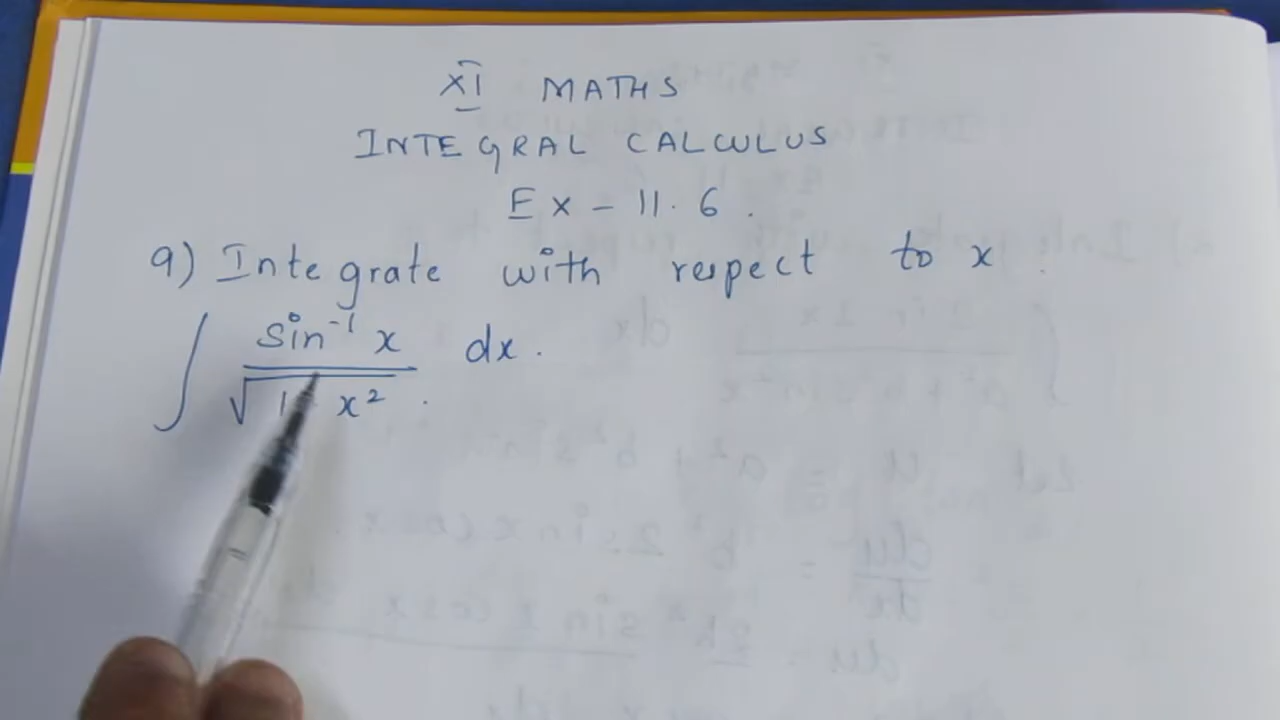 XI MATHS
INTEGRAL CALCULUS
Ex - 11.6.
9) Integrate with respect to x.
∫ sin⁻¹ x / √1 x² dx.